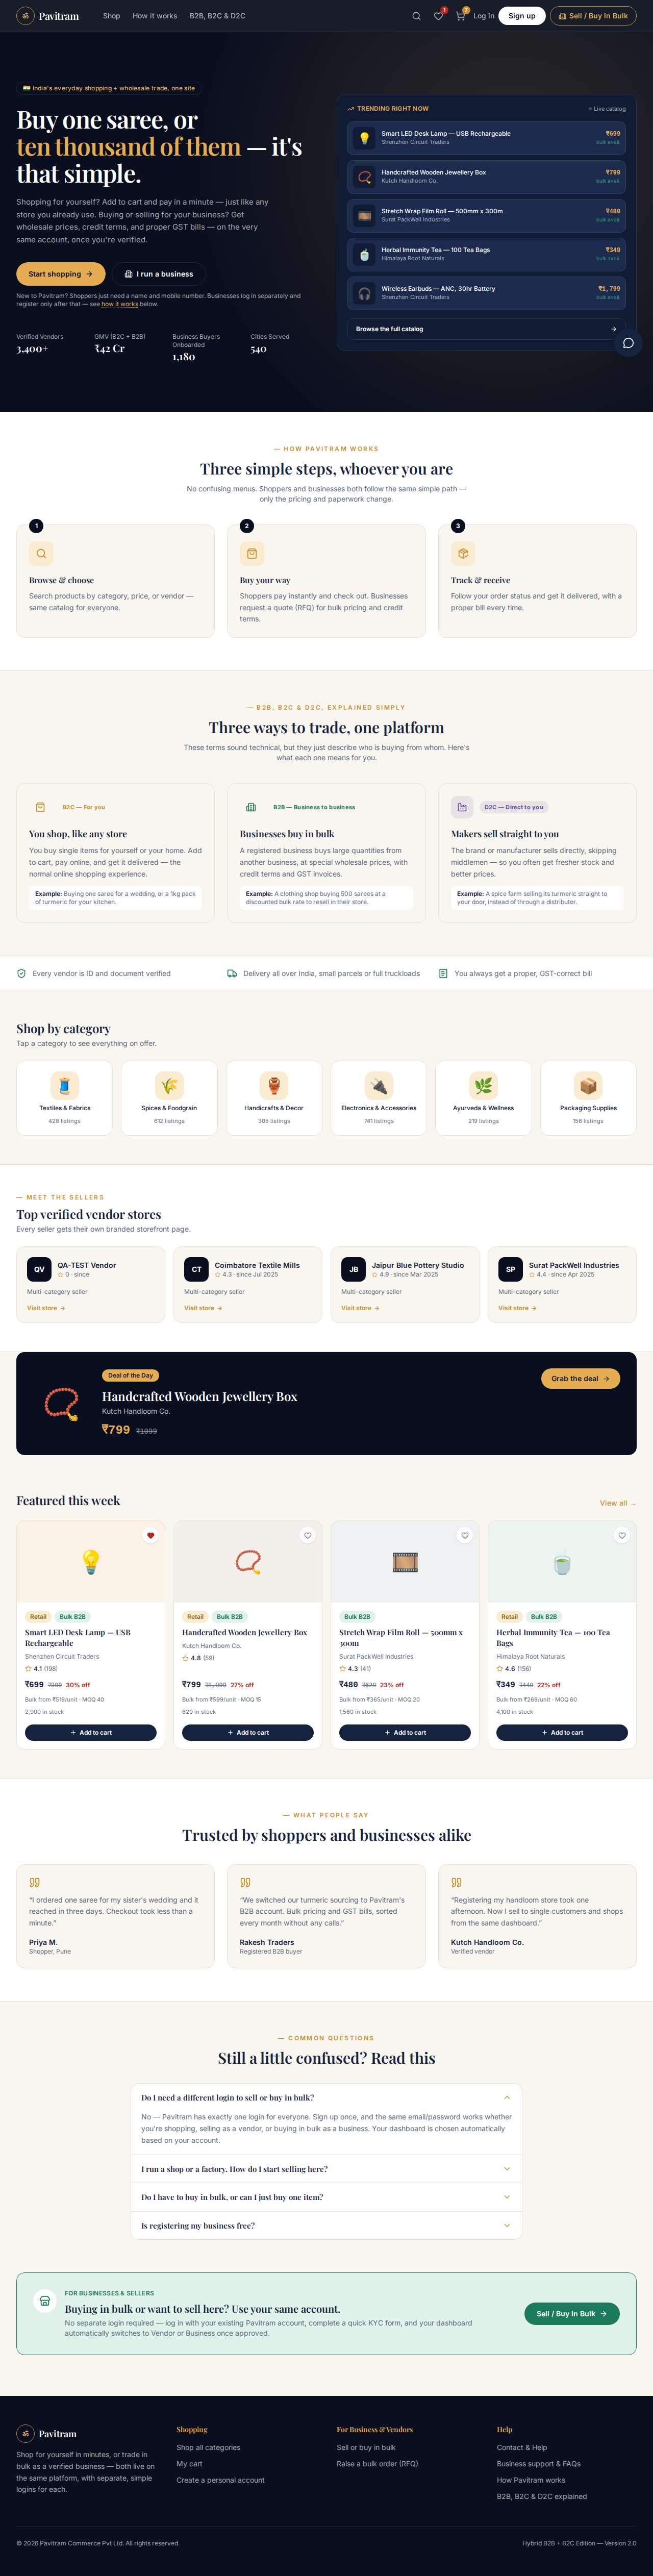 ॐ Pavitram
Shop
How it works
B2B, B2C & D2C
1
7
Log in
Sign up
Sell / Buy in Bulk
🇮🇳 India's everyday shopping + wholesale trade, one site
Buy one saree, or
ten thousand of them — it's
that simple.
Shopping for yourself? Add to cart and pay in a minute — just like
any store you already use. Buying or selling for your business? Get
wholesale prices, credit terms, and proper GST bills — on the very
same account, once you're verified.
Start shopping →
I run a business
New to Pavitram? Shoppers just need a name and mobile number. Businesses log in separately and
register only after that — see how it works below.
Verified Vendors
3,400+
GMV (B2C + B2B)
₹42 Cr
Business Buyers
Onboarded
1,180
Cities Served
540
TRENDING RIGHT NOW
Live catalog
Smart LED Desk Lamp — USB Rechargeable
Shenzhen Circuit Traders
₹699
bulk avail.
Handcrafted Wooden Jewellery Box
Kutch Handloom Co.
₹799
bulk avail.
Stretch Wrap Film Roll — 500mm x 300m
Surat PackWell Industries
₹480
bulk avail.
Herbal Immunity Tea — 100 Tea Bags
Himalaya Root Naturals
₹349
bulk avail.
Wireless Earbuds — ANC, 30hr Battery
Shenzhen Circuit Traders
₹1,799
bulk avail.
Browse the full catalog →
— HOW PAVITRAM WORKS
Three simple steps, whoever you are
No confusing menus. Shoppers and businesses both follow the same simple path —
only the pricing and paperwork change.
1
Browse & choose
Search products by category, price, or vendor —
same catalog for everyone.
2
Buy your way
Shoppers pay instantly and check out. Businesses
request a quote (RFQ) for bulk pricing and credit
terms.
3
Track & receive
Follow your order status and get it delivered, with a
proper bill every time.
— B2B, B2C & D2C, EXPLAINED SIMPLY
Three ways to trade, one platform
These terms sound technical, but they just describe who is buying from whom. Here's
what each one means for you.
B2C — For you
You shop, like any store
You buy single items for yourself or your home. Add
to cart, pay online, and get it delivered — the
normal online shopping experience.
Example: Buying one saree for a wedding, or a 1kg pack
of turmeric for your kitchen.
B2B — Business to business
Businesses buy in bulk
A registered business buys large quantities from
another business, at special wholesale prices, with
credit terms and GST invoices.
Example: A clothing shop buying 500 sarees at a
discounted bulk rate to resell in their store.
D2C — Direct to you
Makers sell straight to you
The brand or manufacturer sells directly, skipping
middlemen — so you often get fresher stock and
better prices.
Example: A spice farm selling its turmeric straight to
your door, instead of through a distributor.
Every vendor is ID and document verified
Delivery all over India, small parcels or full truckloads
You always get a proper, GST-correct bill
Shop by category
Tap a category to see everything on offer.
Textiles & Fabrics
428 listings
Spices & Foodgrain
612 listings
Handicrafts & Decor
305 listings
Electronics & Accessories
741 listings
Ayurveda & Wellness
219 listings
Packaging Supplies
156 listings
— MEET THE SELLERS
Top verified vendor stores
Every seller gets their own branded storefront page.
QV
QA-TEST Vendor
0 · since
Multi-category seller
Visit store →
CT
Coimbatore Textile Mills
4.3 · since Jul 2025
Multi-category seller
Visit store →
JB
Jaipur Blue Pottery Studio
4.9 · since Mar 2025
Multi-category seller
Visit store →
SP
Surat PackWell Industries
4.4 · since Apr 2025
Multi-category seller
Visit store →
Deal of the Day
Handcrafted Wooden Jewellery Box
Kutch Handloom Co.
₹799 ₹1099
Grab the deal →
Featured this week
View all →
Retail
Bulk B2B
Smart LED Desk Lamp — USB
Rechargeable
Shenzhen Circuit Traders
4.1 (198)
₹699 ₹999 30% off
Bulk from ₹519/unit · MOQ 40
2,900 in stock
+ Add to cart
Retail
Bulk B2B
Handcrafted Wooden Jewellery Box
Kutch Handloom Co.
4.8 (59)
₹799 ₹1,099 27% off
Bulk from ₹599/unit · MOQ 15
620 in stock
+ Add to cart
Bulk B2B
Stretch Wrap Film Roll — 500mm x
300m
Surat PackWell Industries
4.3 (41)
₹480 ₹620 23% off
Bulk from ₹365/unit · MOQ 20
1,560 in stock
+ Add to cart
Retail
Bulk B2B
Herbal Immunity Tea — 100 Tea
Bags
Himalaya Root Naturals
4.6 (156)
₹349 ₹449 22% off
Bulk from ₹269/unit · MOQ 60
4,100 in stock
+ Add to cart
— WHAT PEOPLE SAY
Trusted by shoppers and businesses alike
"I ordered one saree for my sister's wedding and it
reached in three days. Checkout took less than a
minute."
Priya M.
Shopper, Pune
"We switched our turmeric sourcing to Pavitram's
B2B account. Bulk pricing and GST bills, sorted
every month without any calls."
Rakesh Traders
Registered B2B buyer
"Registering my handloom store took one
afternoon. Now I sell to single customers and shops
from the same dashboard."
Kutch Handloom Co.
Verified vendor
— COMMON QUESTIONS
Still a little confused? Read this
Do I need a different login to sell or buy in bulk?
No — Pavitram has exactly one login for everyone. Sign up once, and the same email/password works whether
you're shopping, selling as a vendor, or buying in bulk as a business. Your dashboard is chosen automatically
based on your account.
I run a shop or a factory. How do I start selling here?
Do I have to buy in bulk, or can I just buy one item?
Is registering my business free?
FOR BUSINESSES & SELLERS
Buying in bulk or want to sell here? Use your same account.
No separate login required — log in with your existing Pavitram account, complete a quick KYC form, and your dashboard
automatically switches to Vendor or Business once approved.
Sell / Buy in Bulk →
ॐ Pavitram
Shop for yourself in minutes, or trade in
bulk as a verified business — both live on
the same platform, with separate, simple
logins for each.
Shopping
Shop all categories
My cart
Create a personal account
For Business & Vendors
Sell or buy in bulk
Raise a bulk order (RFQ)
Help
Contact & Help
Business support & FAQs
How Pavitram works
B2B, B2C & D2C explained
© 2026 Pavitram Commerce Pvt Ltd. All rights reserved.
Hybrid B2B + B2C Edition — Version 2.0